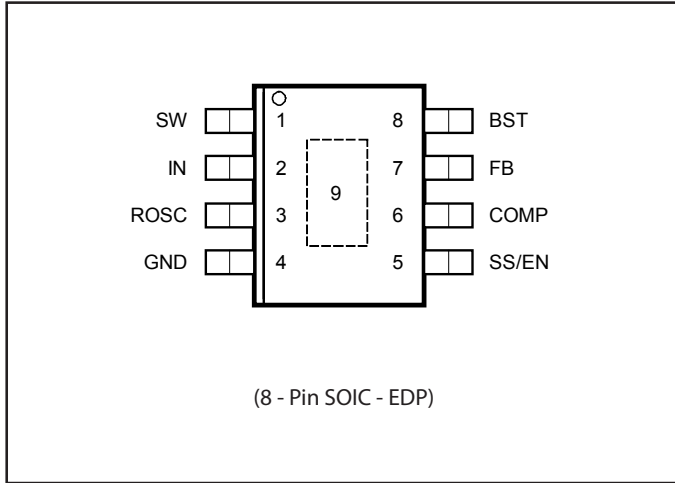 SW 1 8 BST
IN 2 7 FB
9
ROSC 3 6 COMP
GND 4 5 SS/EN
(8 - Pin SOIC - EDP)